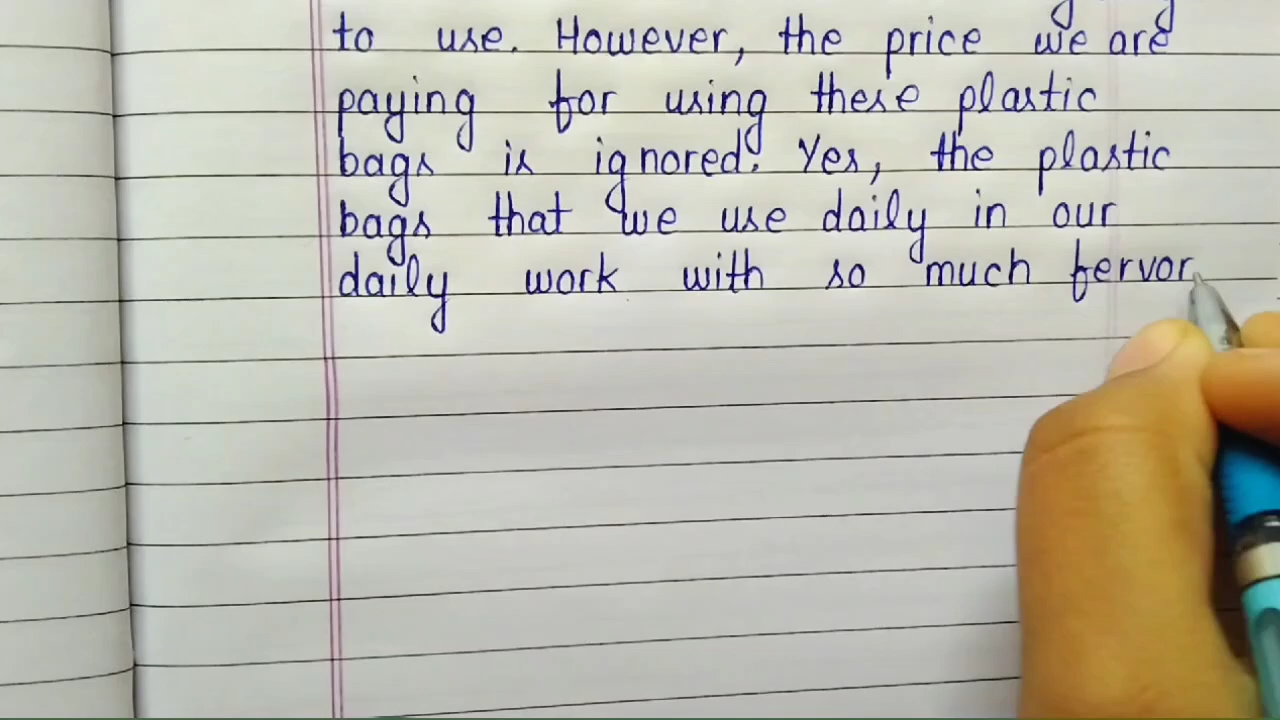 to use. However, the price we are
paying for using these plastic
bags is ignored. Yes, the plastic
bags that we use daily in our
daily work with so much fervor